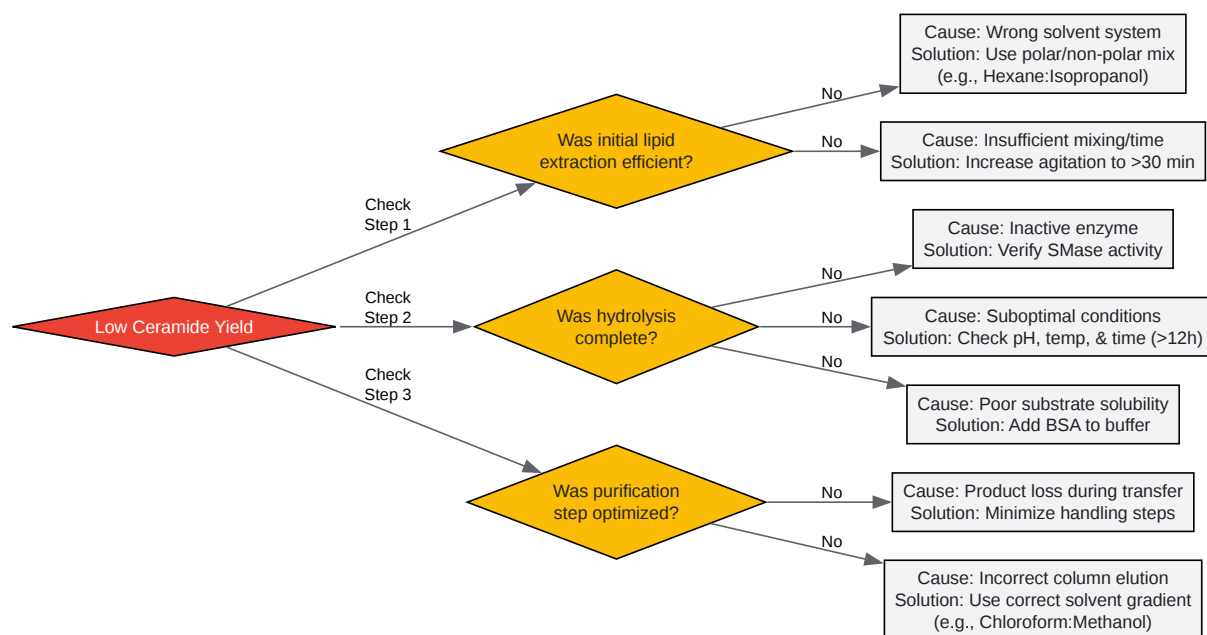 Low Ceramide Yield
Check
Step 1
Was initial lipid
extraction efficient?
No
Cause: Wrong solvent system
Solution: Use polar/non-polar mix
(e.g., Hexane:Isopropanol)
No
Cause: Insufficient mixing/time
Solution: Increase agitation to >30 min
Check
Step 2
Was hydrolysis
complete?
No
Cause: Inactive enzyme
Solution: Verify SMase activity
No
Cause: Suboptimal conditions
Solution: Check pH, temp, & time (>12h)
No
Cause: Poor substrate solubility
Solution: Add BSA to buffer
Check
Step 3
Was purification
step optimized?
No
Cause: Product loss during transfer
Solution: Minimize handling steps
No
Cause: Incorrect column elution
Solution: Use correct solvent gradient
(e.g., Chloroform:Methanol)